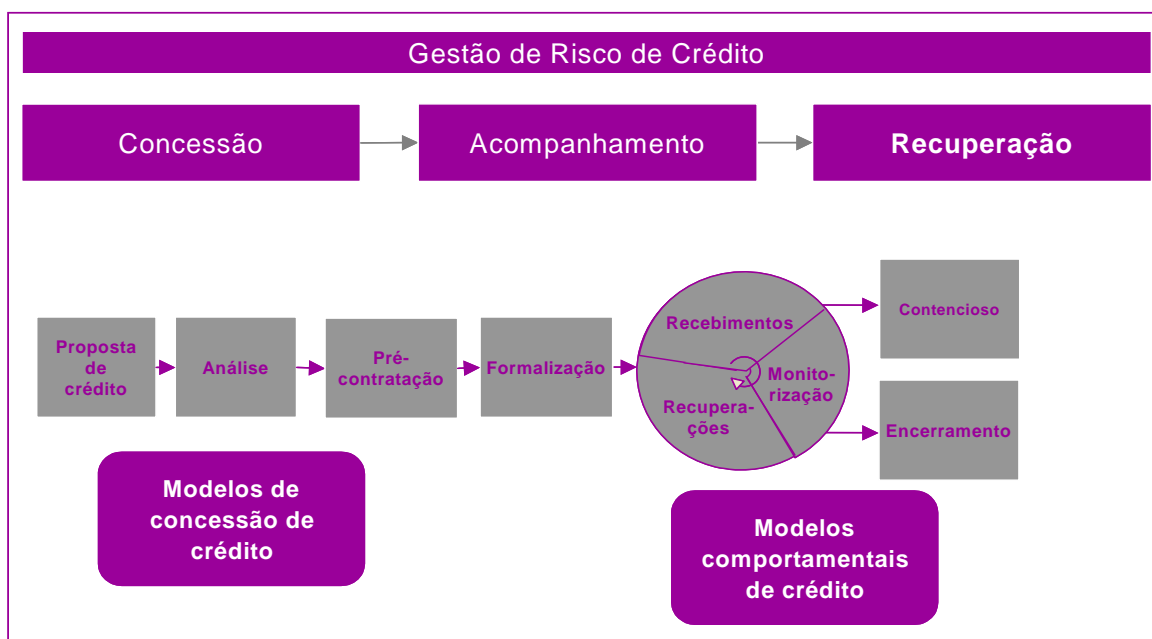 Gestão de Risco de Crédito
Concessão
Acompanhamento
Recuperação
Proposta
de
crédito
Análise
Pré-
contratação
Formalização
Recebimentos
Monito-
rização
Recupera-
ções
Contencioso
Encerramento
Modelos de
concessão de
crédito
Modelos
comportamentais
de crédito